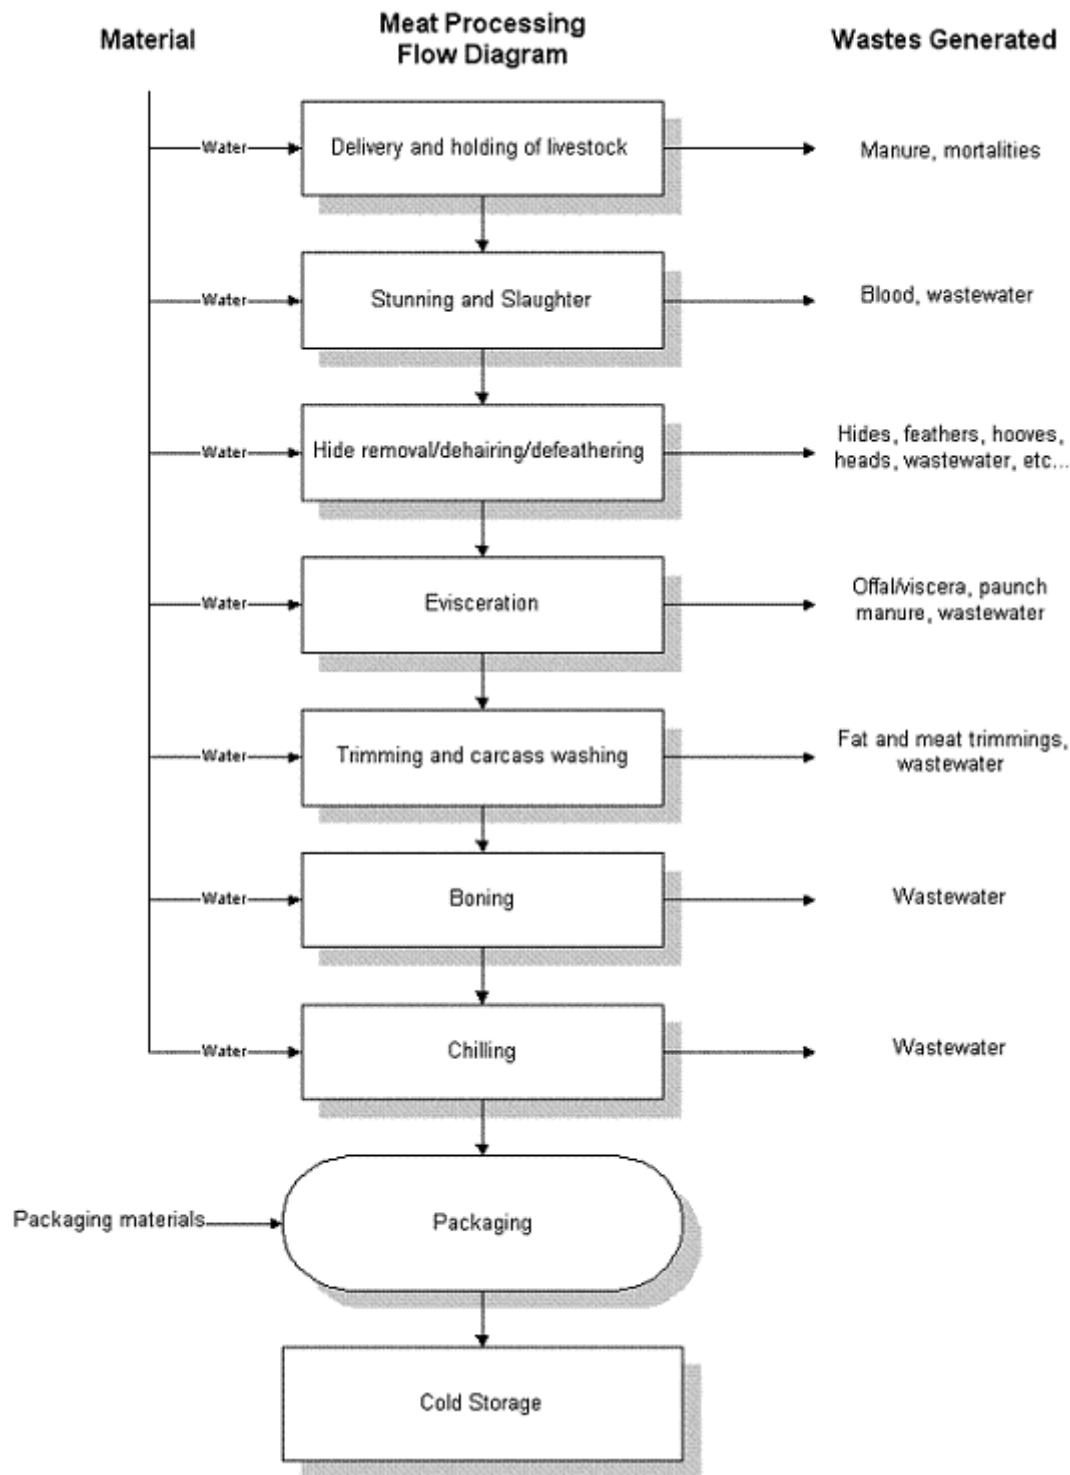 Material
Meat Processing
Flow Diagram
Wastes Generated
Water
Delivery and holding of livestock
Manure, mortalities
Water
Stunning and Slaughter
Blood, wastewater
Water
Hide removal/dehairing/defeathering
Hides, feathers, hooves,
heads, wastewater, etc...
Water
Evisceration
Offal/viscera, paunch
manure, wastewater
Water
Trimming and carcass washing
Fat and meat trimmings,
wastewater
Water
Boning
Wastewater
Water
Chilling
Wastewater
Packaging materials
Packaging
Cold Storage